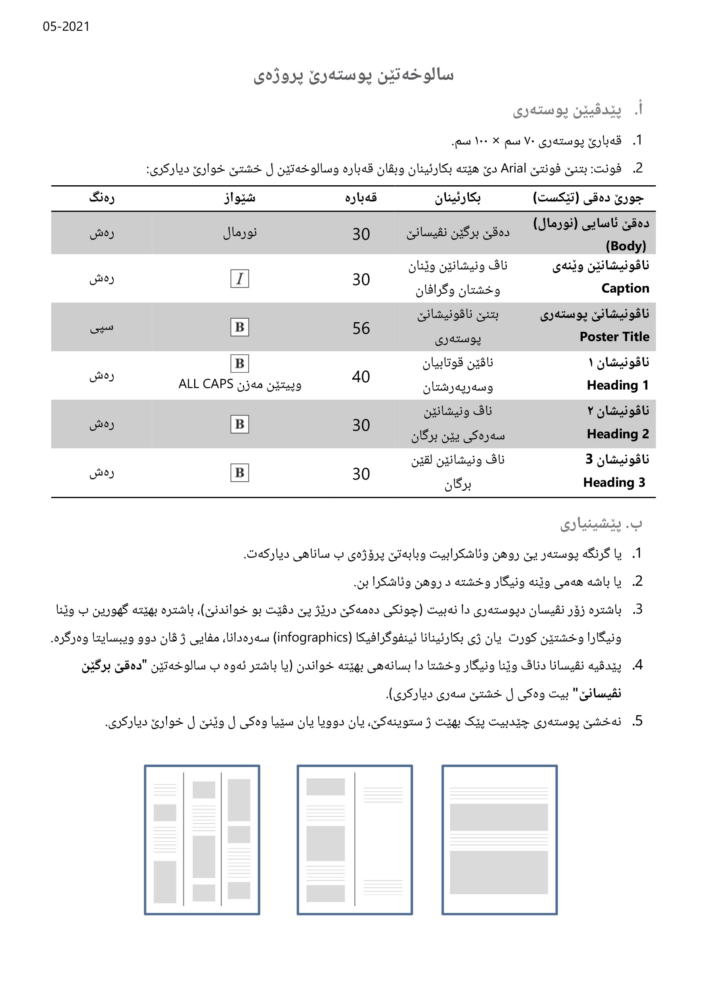 05-2021
سالوخەتێن پوستەرێ پروژەی
أ. پێدڤیێن پوستەری
1. قەبارێ پوستەری ٧٠ سم × ١٠٠ سم.
2. فونت: بتنێ فونتێ Arial دێ هێتە بکارئینان وبڤان قەبارە وسالوخەتێن ل خشتێ خوارێ دیارکری:
جورێ دەقی (تێکست) بکارئینان قەبارە شێواز رەنگ
دەقێ ئاسایی (نورمال)
(Body) دەقێ برگێن نڤیسانێ 30 نورمال رەش
ناڤونیشانێن وێنەی ناڤ ونیشانێن وێنان
Caption وخشتان وگرافان 30 I رەش
ناڤونیشانێ پوستەری بتنێ ناڤونیشانێ
Poster Title پوستەری 56 B سپی
ناڤونیشان ١ ناڤێن قوتابیان B
Heading 1 وسەرپەرشتان 40 وپیتێن مەزن ALL CAPS رەش
ناڤونیشان ٢ ناڤ ونیشانێن
Heading 2 سەرەکی یێن برگان 30 B رەش
ناڤونیشان 3 ناڤ ونیشانێن لقێن
Heading 3 برگان 30 B رەش
ب. پێشینیاری
1. یا گرنگە پوستەر یێ روهن وئاشکرابیت وبابەتێ پرۆژەی ب ساناهی دیارکەت.
2. یا باشە هەمی وێنە ونیگار وخشتە د روهن وئاشکرا بن.
3. باشترە زۆر نڤیسان دپوستەری دا نەبیت (چونکی دەمەکێ درێژ پێ دڤێت بو خواندنێ)، باشترە بهێتە گهورین ب وێنا
ونیگارا وخشتێن کورت یان ژی بکارئینانا ئینفوگرافیکا (infographics) سەرەدانا، مفایی ژ ڤان دوو ویبسایتا وەرگرە.
4. پێدڤیە نڤیسانا دناڤ وێنا ونیگار وخشتا دا بسانەهی بهێتە خواندن (یا باشتر ئەوە ب سالوخەتێن "دەقێ برگێن
نڤیسانێ" بیت وەکی ل خشتێ سەری دیارکری).
5. نەخشێ پوستەری چێدبیت پێک بهێت ژ ستوینەکێ، یان دوویا یان سێیا وەکی ل وێنێ ل خوارێ دیارکری.